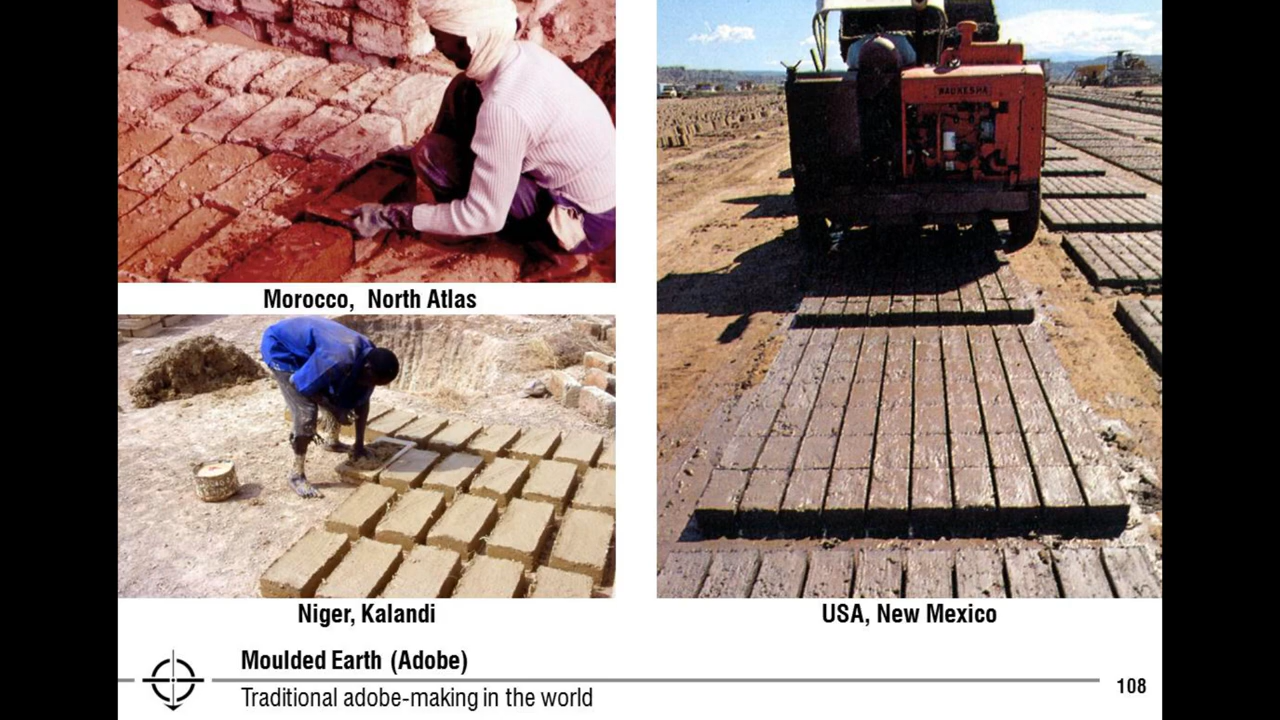 WAUKESHA
Morocco, North Atlas
Niger, Kalandi
USA, New Mexico
Moulded Earth (Adobe)
Traditional adobe-making in the world
108